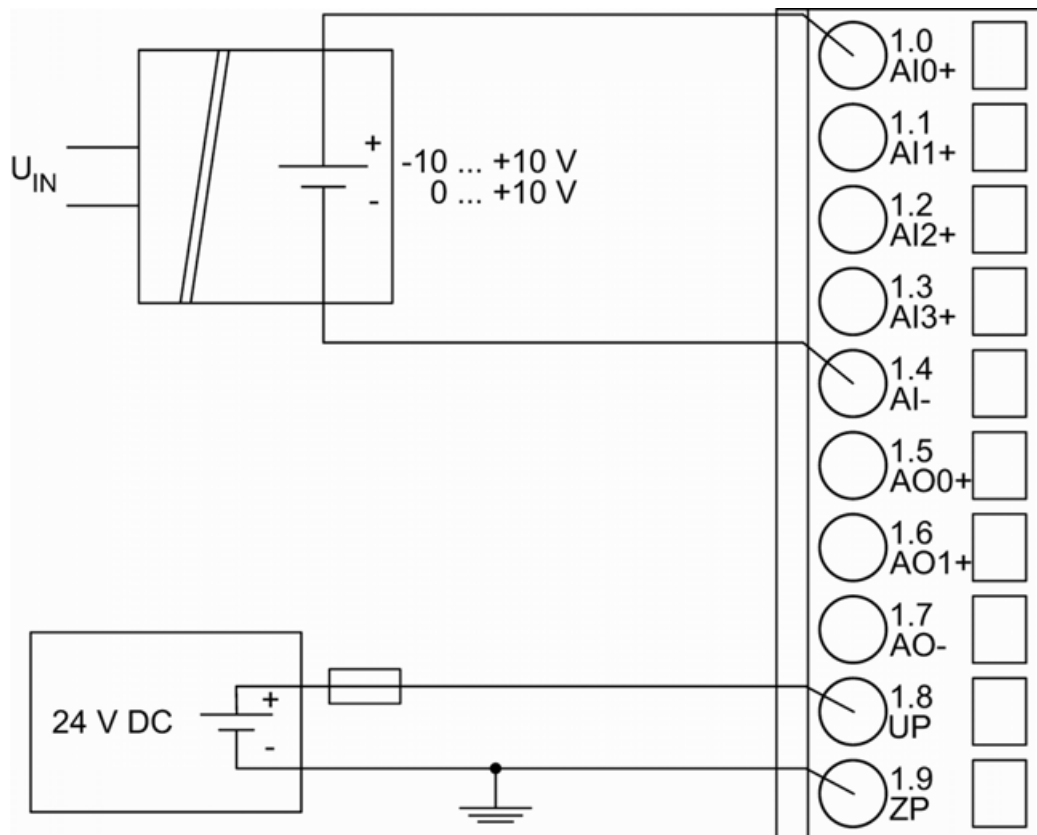 U_IN
+
-
-10 ... +10 V
0 ... +10 V
24 V DC
+
-
1.0
AI0+
1.1
AI1+
1.2
AI2+
1.3
AI3+
1.4
AI-
1.5
AO0+
1.6
AO1+
1.7
AO-
1.8
UP
1.9
ZP